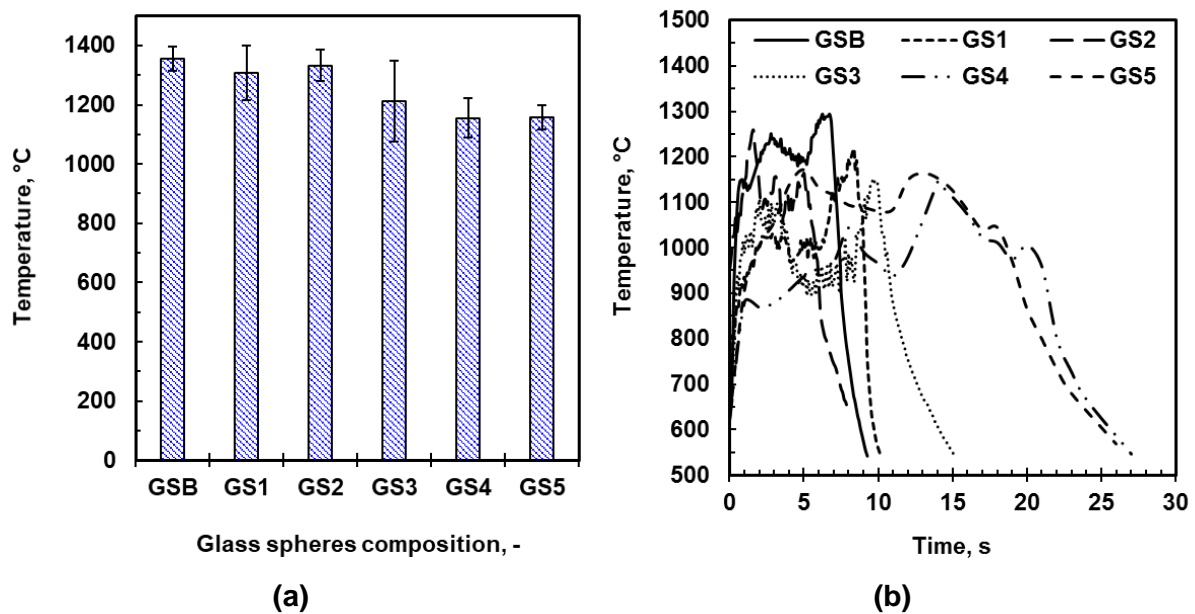 1400
1200
1000
800
600
400
200
0
Temperature, °C
GSB GS1 GS2 GS3 GS4 GS5
Glass spheres composition, -
(a)
1500
1400
1300
1200
1100
1000
900
800
700
600
500
Temperature, °C
GSB GS1 GS2
GS3 GS4 GS5
0 5 10 15 20 25 30
Time, s
(b)